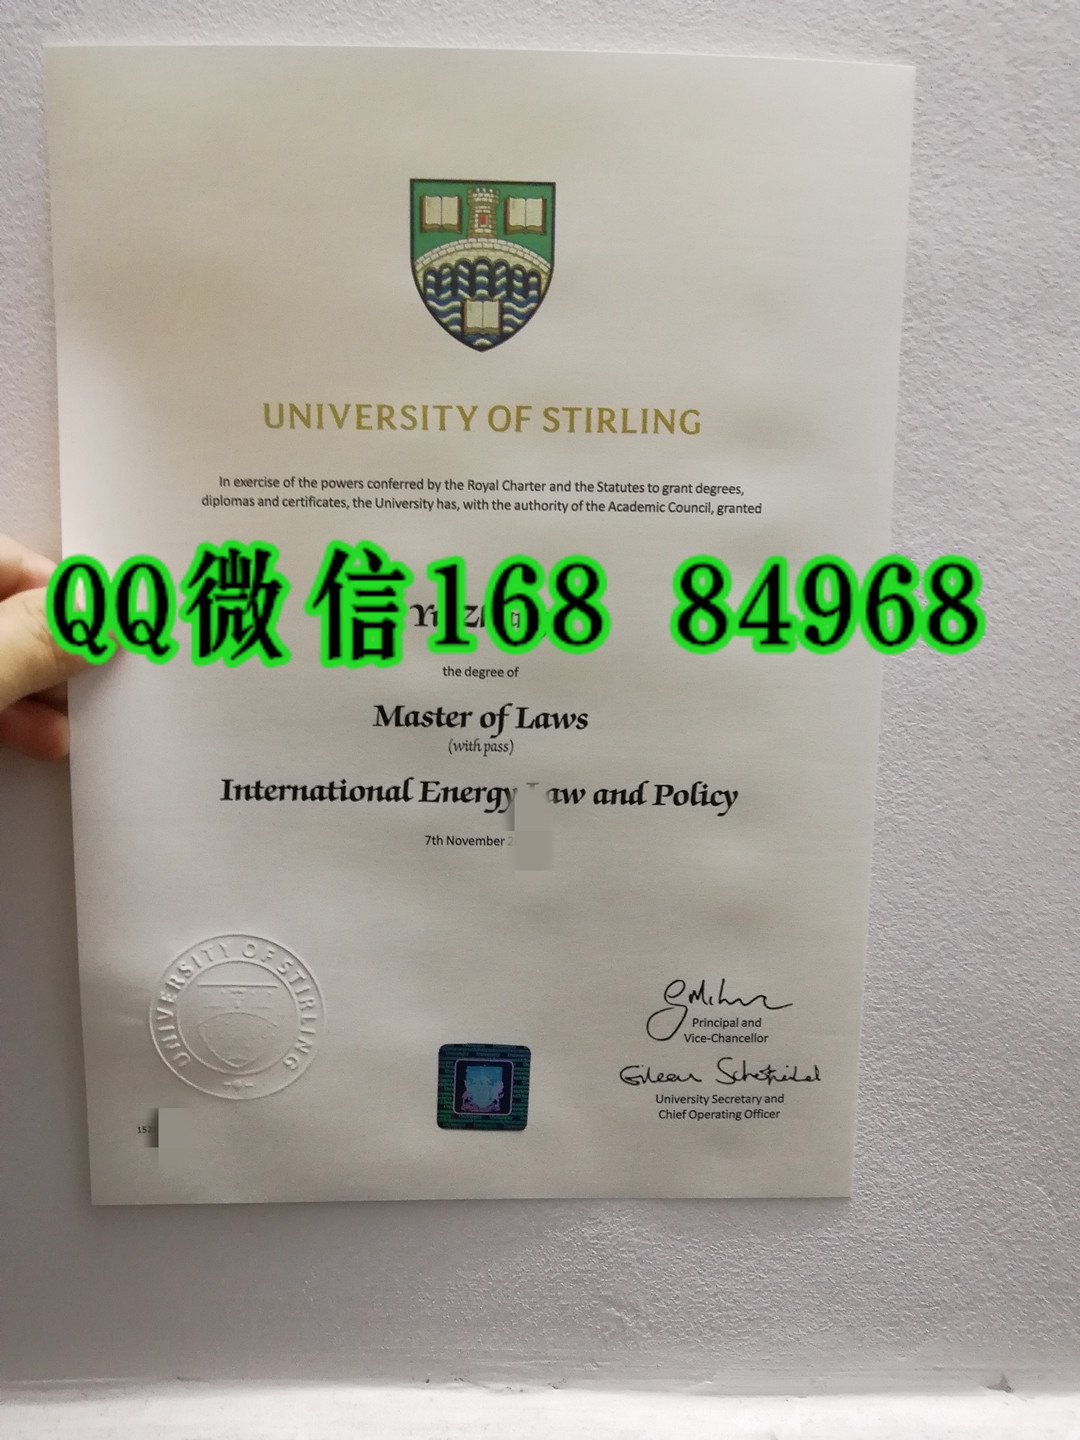 UNIVERSITY OF STIRLING
In exercise of the powers conferred by the Royal Charter and the Statutes to grant degrees,
diplomas and certificates, the University has, with the authority of the Academic Council, granted
QQ微信168 84968
the degree of
Master of Laws
(with pass)
International Energy and Policy
7th November
UNIVERSITY OF STIRLING
Principal and
Vice-Chancellor
University Secretary and
Chief Operating Officer